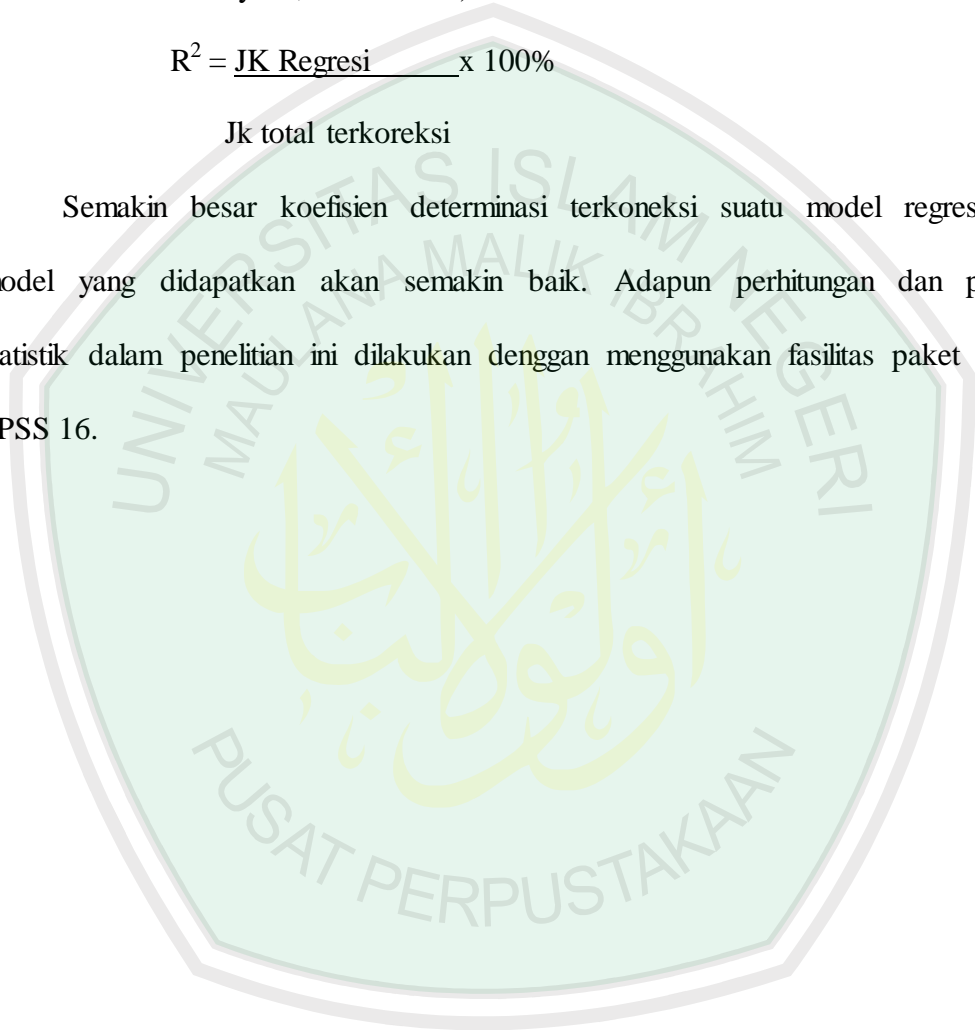 R² = JK Regresi x 100%
Jk total terkoreksi
Semakin besar koefisien determinasi terkoneksi suatu model regres
yang didapatkan akan semakin baik. Adapun perhitungan dan
dalam penelitian ini dilakukan denggan menggunakan fasilitas paket
PSS 16.
UNIVERSITAS ISLAM NEGERI
MAULANA MALIK IBRAHIM
PUSAT PERPUSTAKAAN